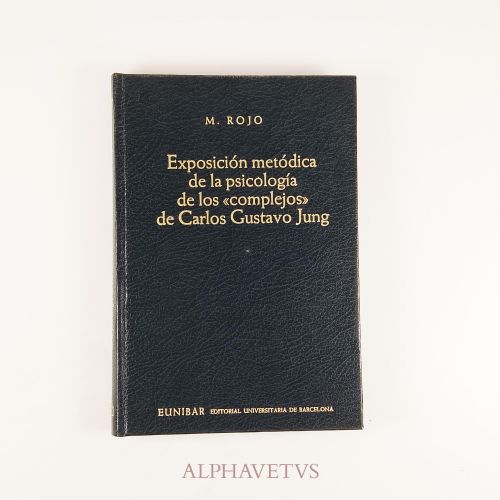 M. ROJO
Exposición metódica
de la psicología
de los «complejos»
de Carlos Gustavo Jung
EUNIBAR EDITORIAL UNIVERSITARIA DE BARCELONA
ALPHAVETVS